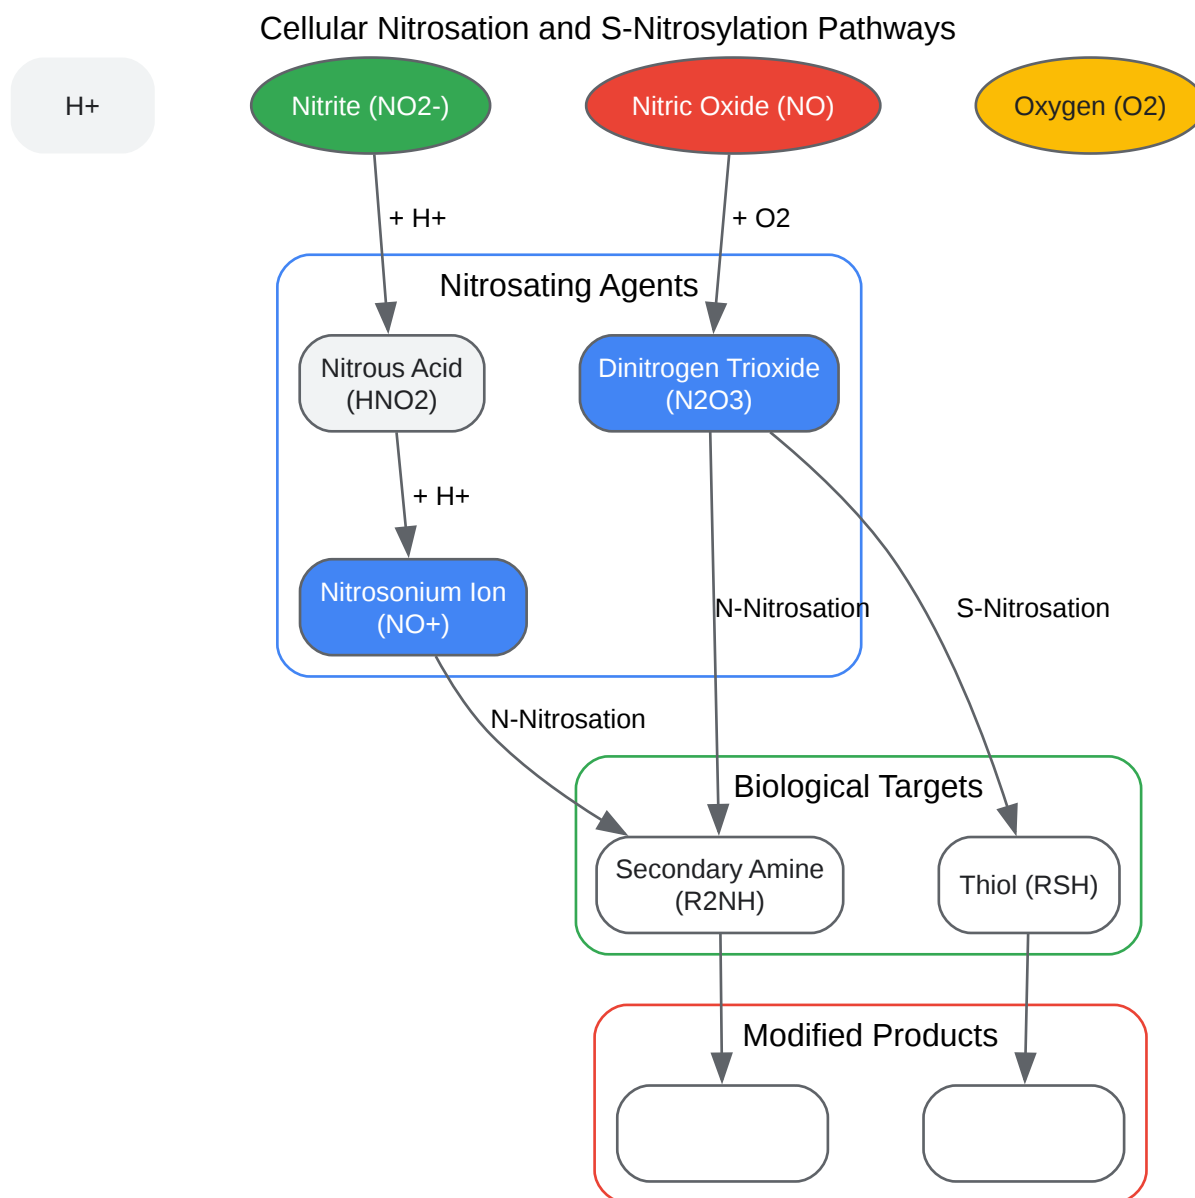 Cellular Nitrosation and S-Nitrosylation Pathways
H+
Nitrite (NO2-)
Nitric Oxide (NO)
Oxygen (O2)
+ H+
+ O2
Nitrosating Agents
Nitrous Acid
(HNO2)
Dinitrogen Trioxide
(N2O3)
+ H+
Nitrosonium Ion
(NO+)
N-Nitrosation
S-Nitrosation
N-Nitrosation
Biological Targets
Secondary Amine
(R2NH)
Thiol (RSH)
Modified Products